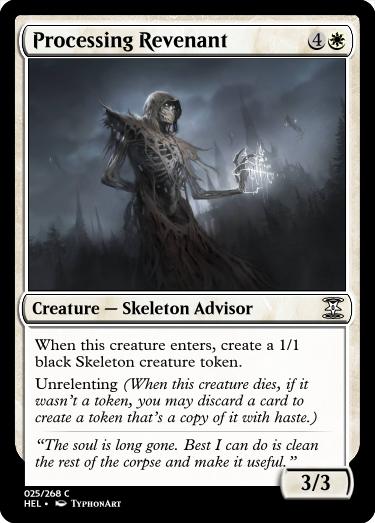 Processing Revenant 4
Creature — Skeleton Advisor
When this creature enters, create a 1/1
black Skeleton creature token.
Unrelenting (When this creature dies, if it
wasn't a token, you may discard a card to
create a token that's a copy of it with haste.)
"The soul is long gone. Best I can do is clean
the rest of the corpse and make it useful."
3/3
025/268 C
HEL • TyphonArt